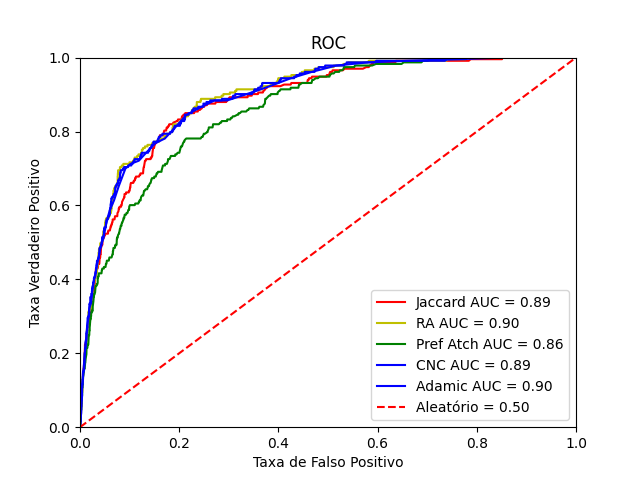 ROC
1.0
0.8
0.6
0.4
0.2
0.0
Taxa Verdadeiro Positivo
Jaccard AUC = 0.89
RA AUC = 0.90
Pref Atch AUC = 0.86
CNC AUC = 0.89
Adamic AUC = 0.90
Aleatório = 0.50
0.0 0.2 0.4 0.6 0.8 1.0
Taxa de Falso Positivo